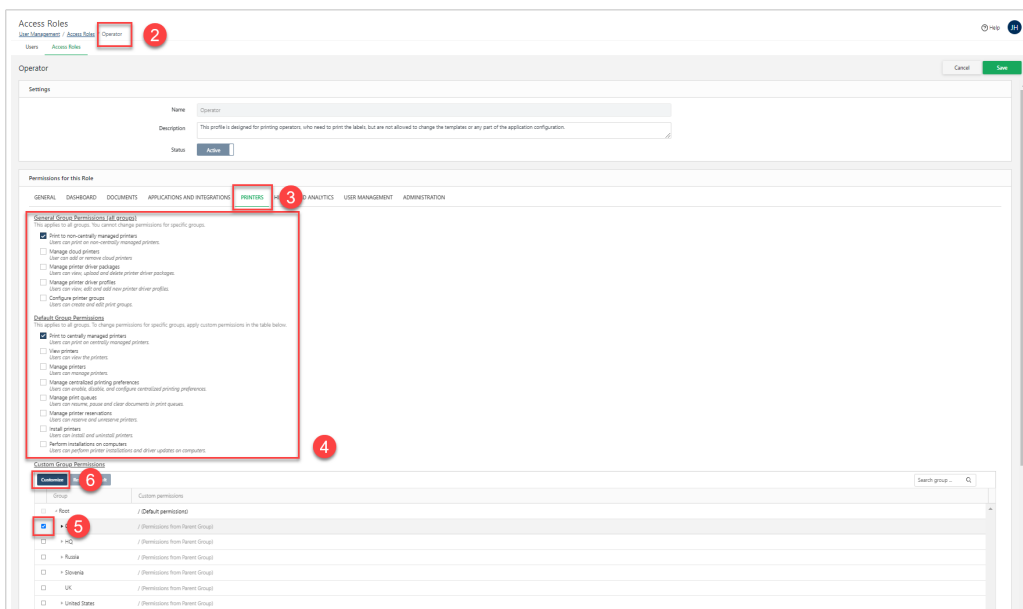 Access Roles
User Management / Access Roles / Operator
2
Help
JH
Users Access Roles
Operator
Cancel
Save
Settings
Name
Operator
Description
This profile is designed for printing operators, who need to print the labels, but are not allowed to change the templates or any part of the application configuration.
Status
Active
Permissions for this Role
GENERAL DASHBOARD DOCUMENTS APPLICATIONS AND INTEGRATIONS PRINTERS 3 ANALYTICS USER MANAGEMENT ADMINISTRATION
General Group Permissions (all groups)
This applies to all groups. You cannot change permissions for specific groups.
Print to non-centrally managed printers
Users can print on non-centrally managed printers.
Manage cloud printers
User can add or remove cloud printers
Manage printer driver packages
Users can view, upload and delete printer driver packages.
Manage printer driver profiles
Users can view, edit and add new printer driver profiles.
Configure printer groups
Users can create and edit print groups.
Default Group Permissions
This applies to all groups. To change permissions for specific groups, apply custom permissions in the table below.
Print to centrally managed printers
Users can print on centrally managed printers.
View printers
Users can view the printers.
Manage printers
Users can manage printers.
Manage centralized printing preferences
Users can enable, disable, and configure centralized printing preferences.
Manage print queues
Users can resume, pause and clear documents in print queues.
Manage printer reservations
Users can reserve and unreserve printers.
Install printers
Users can install and uninstall printers.
Perform installations on computers
Users can perform printer installations and driver updates on computers.
4
Custom Group Permissions
Customize
6
Search group ...
Group Custom permissions
Root / (Default permissions)
5 / (Permissions from Parent Group)
HQ / (Permissions from Parent Group)
Russia / (Permissions from Parent Group)
Slovenia / (Permissions from Parent Group)
UK / (Permissions from Parent Group)
United States / (Permissions from Parent Group)